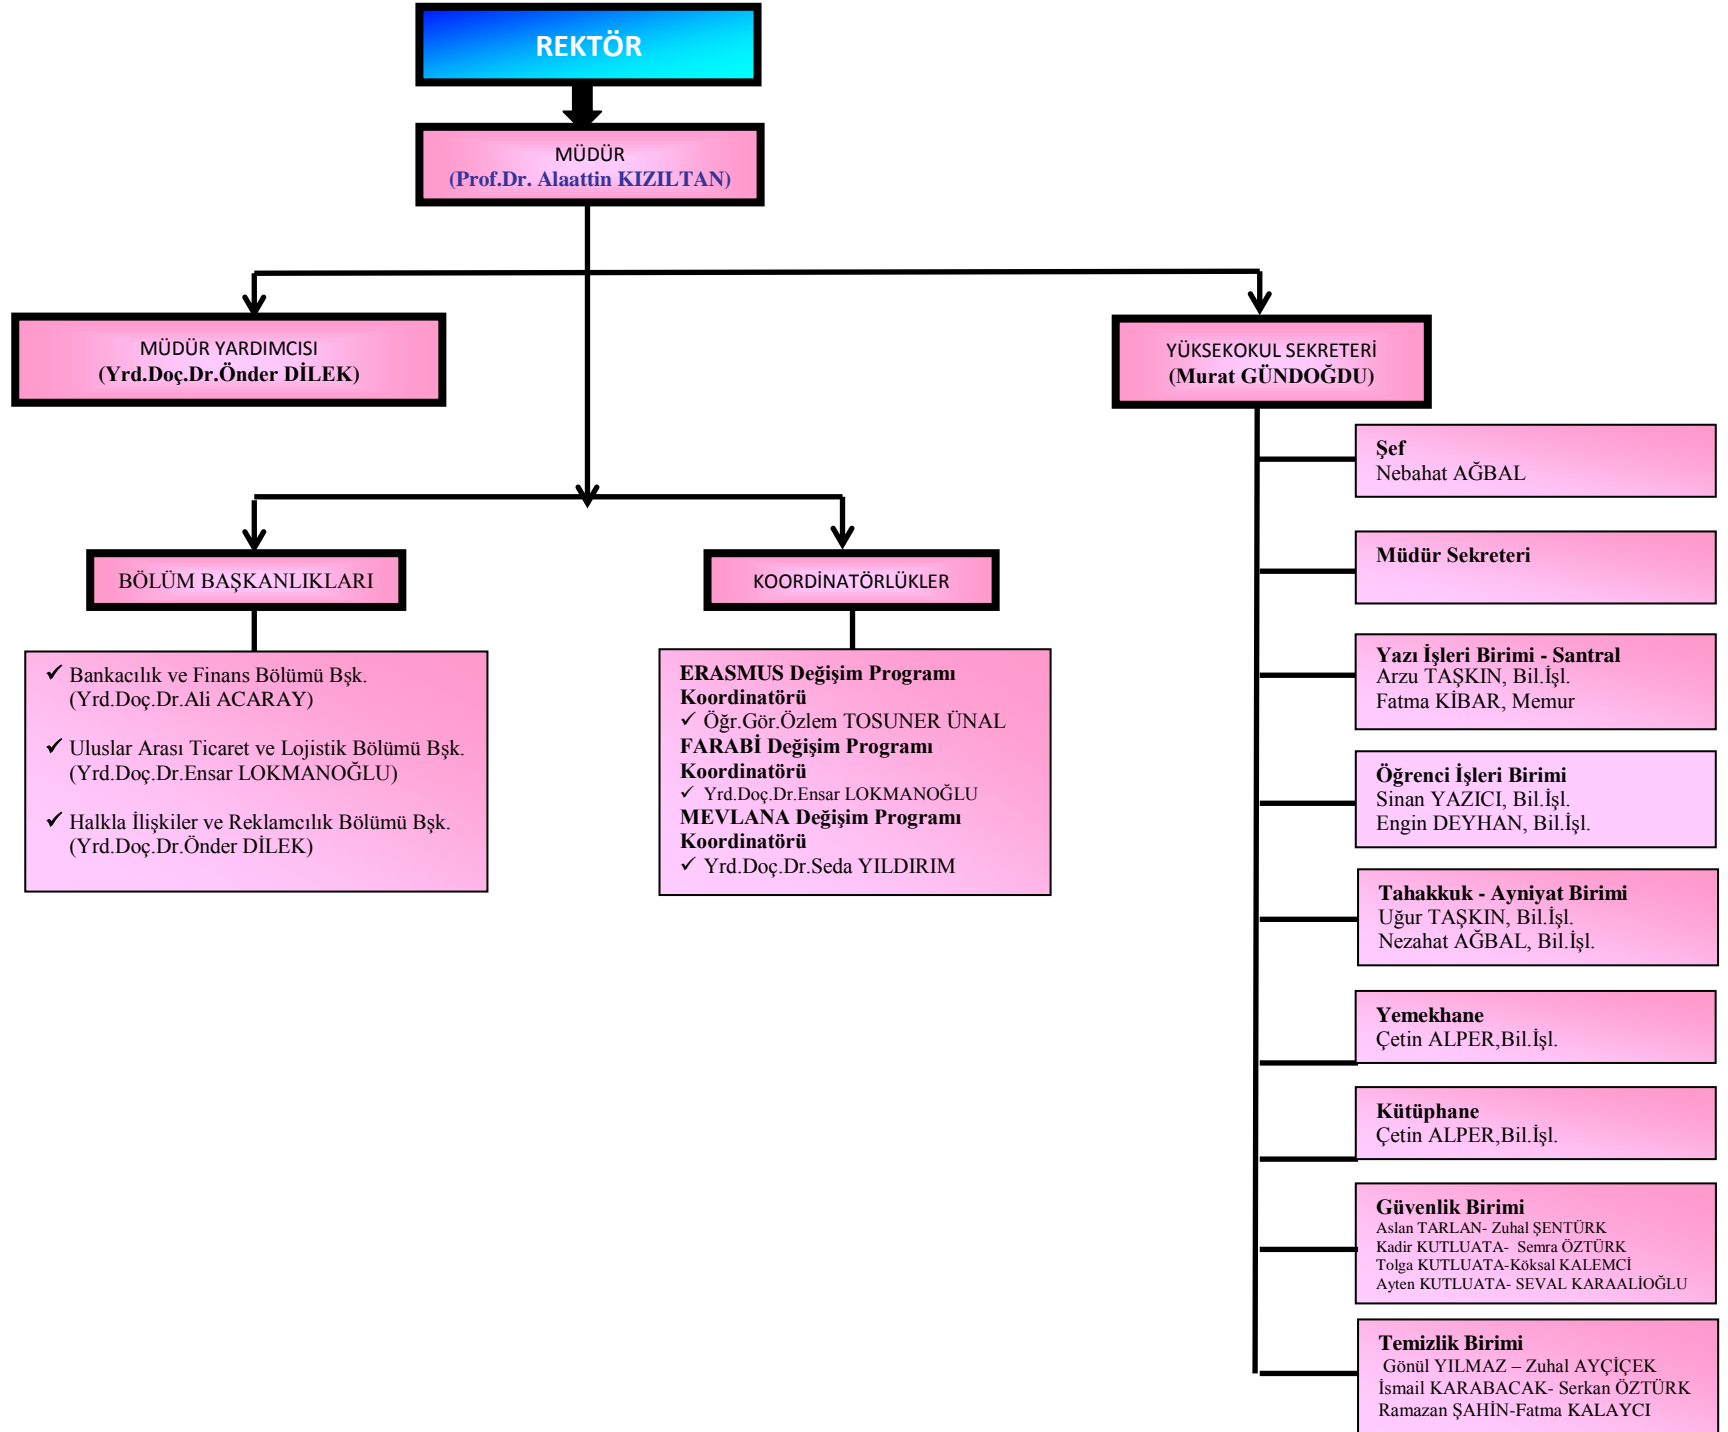 REKTÖR
MÜDÜR
(Prof.Dr. Alaattin KIZILTAN)
MÜDÜR YARDIMCISI
(Yrd.Doç.Dr.Önder DİLEK)
YÜKSEKOKUL SEKRETERİ
(Murat GÜNDOĞDU)
BÖLÜM BAŞKANLIKLARI
✓ Bankacılık ve Finans Bölümü Bşk.
(Yrd.Doç.Dr.Ali ACARAY)
✓ Uluslar Arası Ticaret ve Lojistik Bölümü Bşk.
(Yrd.Doç.Dr.Ensar LOKMANOĞLU)
✓ Halkla İlişkiler ve Reklamcılık Bölümü Bşk.
(Yrd.Doç.Dr.Önder DİLEK)
KOORDİNATÖRLÜKLER
ERASMUS Değişim Programı
Koordinatörü
✓ Öğr.Gör.Özlem TOSUNER ÜNAL
FARABİ Değişim Programı
Koordinatörü
✓ Yrd.Doç.Dr.Ensar LOKMANOĞLU
MEVLANA Değişim Programı
Koordinatörü
✓ Yrd.Doç.Dr.Seda YILDIRIM
Şef
Nebahat AĞBAL
Müdür Sekreteri
Yazı İşleri Birimi - Santral
Arzu TAŞKIN, Bil.İşl.
Fatma KİBAR, Memur
Öğrenci İşleri Birimi
Sinan YAZICI, Bil.İşl.
Engin DEYHAN, Bil.İşl.
Tahakkuk - Ayniyat Birimi
Uğur TAŞKIN, Bil.İşl.
Nezahat AĞBAL, Bil.İşl.
Yemekhane
Çetin ALPER,Bil.İşl.
Kütüphane
Çetin ALPER,Bil.İşl.
Güvenlik Birimi
Aslan TARLAN- Zuhal ŞENTÜRK
Kadir KUTLUATA- Semra ÖZTÜRK
Tolga KUTLUATA-Köksal KALEMCİ
Ayten KUTLUATA- SEVAL KARAALİOĞLU
Temizlik Birimi
Gönül YILMAZ – Zuhal AYÇİÇEK
İsmail KARABACAK- Serkan ÖZTÜRK
Ramazan ŞAHİN-Fatma KALAYCI